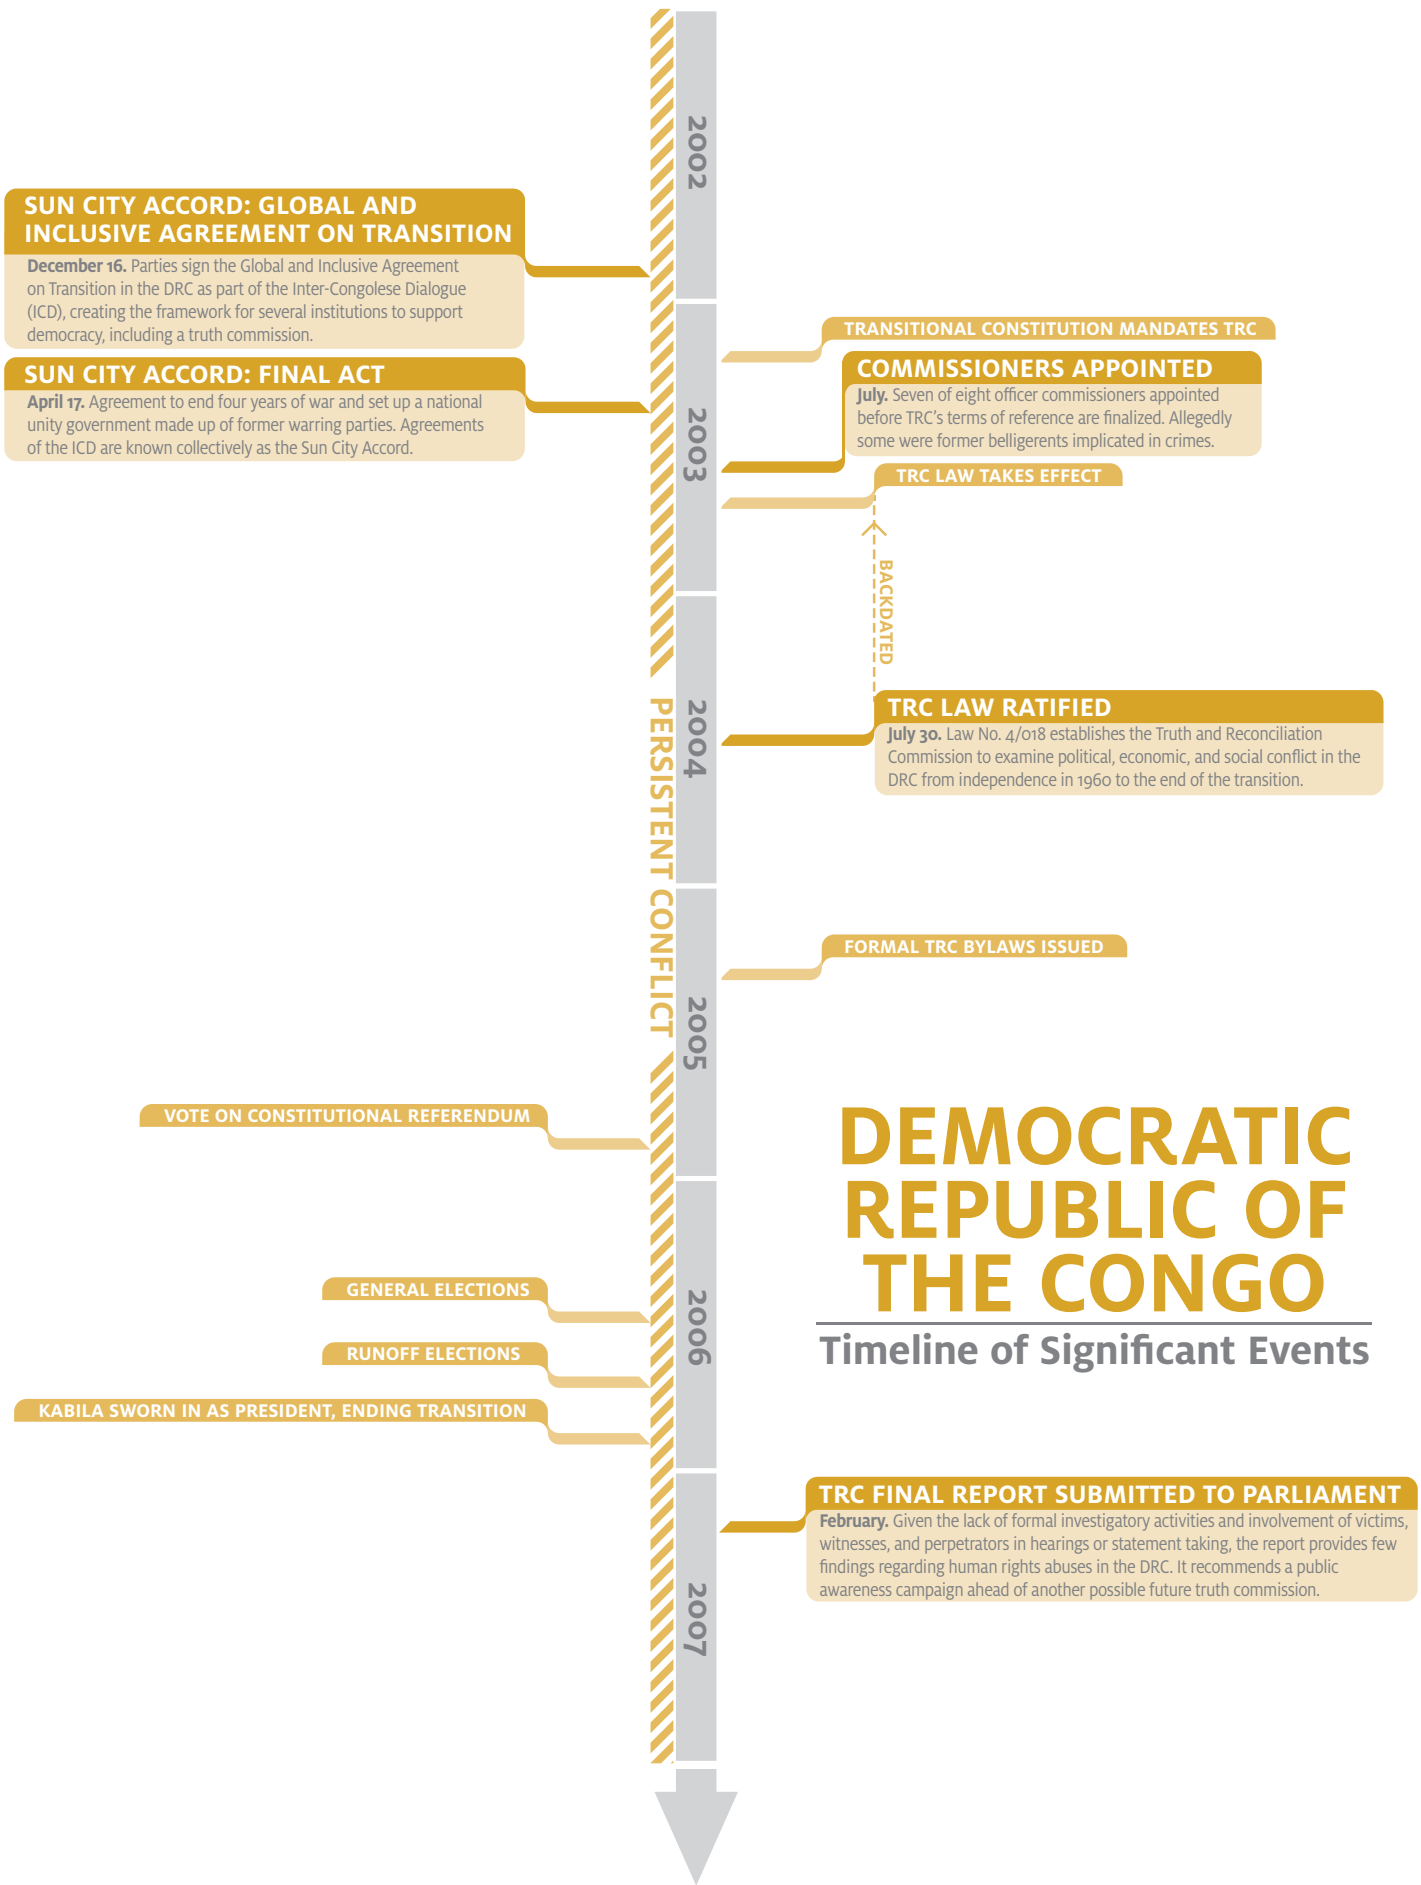 2002
SUN CITY ACCORD: GLOBAL AND
INCLUSIVE AGREEMENT ON TRANSITION
December 16. Parties sign the Global and Inclusive Agreement
on Transition in the DRC as part of the Inter-Congolese Dialogue
(ICD), creating the framework for several institutions to support
democracy, including a truth commission.
TRANSITIONAL CONSTITUTION MANDATES TRC
SUN CITY ACCORD: FINAL ACT
April 17. Agreement to end four years of war and set up a national
unity government made up of former warring parties. Agreements
of the ICD are known collectively as the Sun City Accord.
2003
COMMISSIONERS APPOINTED
July. Seven of eight officer commissioners appointed
before TRC's terms of reference are finalized. Allegedly
some were former belligerents implicated in crimes.
TRC LAW TAKES EFFECT
BACKDATED
PERSISTENT CONFLICT
2004
TRC LAW RATIFIED
July 30. Law No. 4/018 establishes the Truth and Reconciliation
Commission to examine political, economic, and social conflict in the
DRC from independence in 1960 to the end of the transition.
FORMAL TRC BYLAWS ISSUED
2005
VOTE ON CONSTITUTIONAL REFERENDUM
DEMOCRATIC
REPUBLIC OF
THE CONGO
Timeline of Significant Events
GENERAL ELECTIONS
2006
RUNOFF ELECTIONS
KABILA SWORN IN AS PRESIDENT, ENDING TRANSITION
TRC FINAL REPORT SUBMITTED TO PARLIAMENT
February. Given the lack of formal investigatory activities and involvement of victims,
witnesses, and perpetrators in hearings or statement taking, the report provides few
findings regarding human rights abuses in the DRC. It recommends a public
awareness campaign ahead of another possible future truth commission.
2007